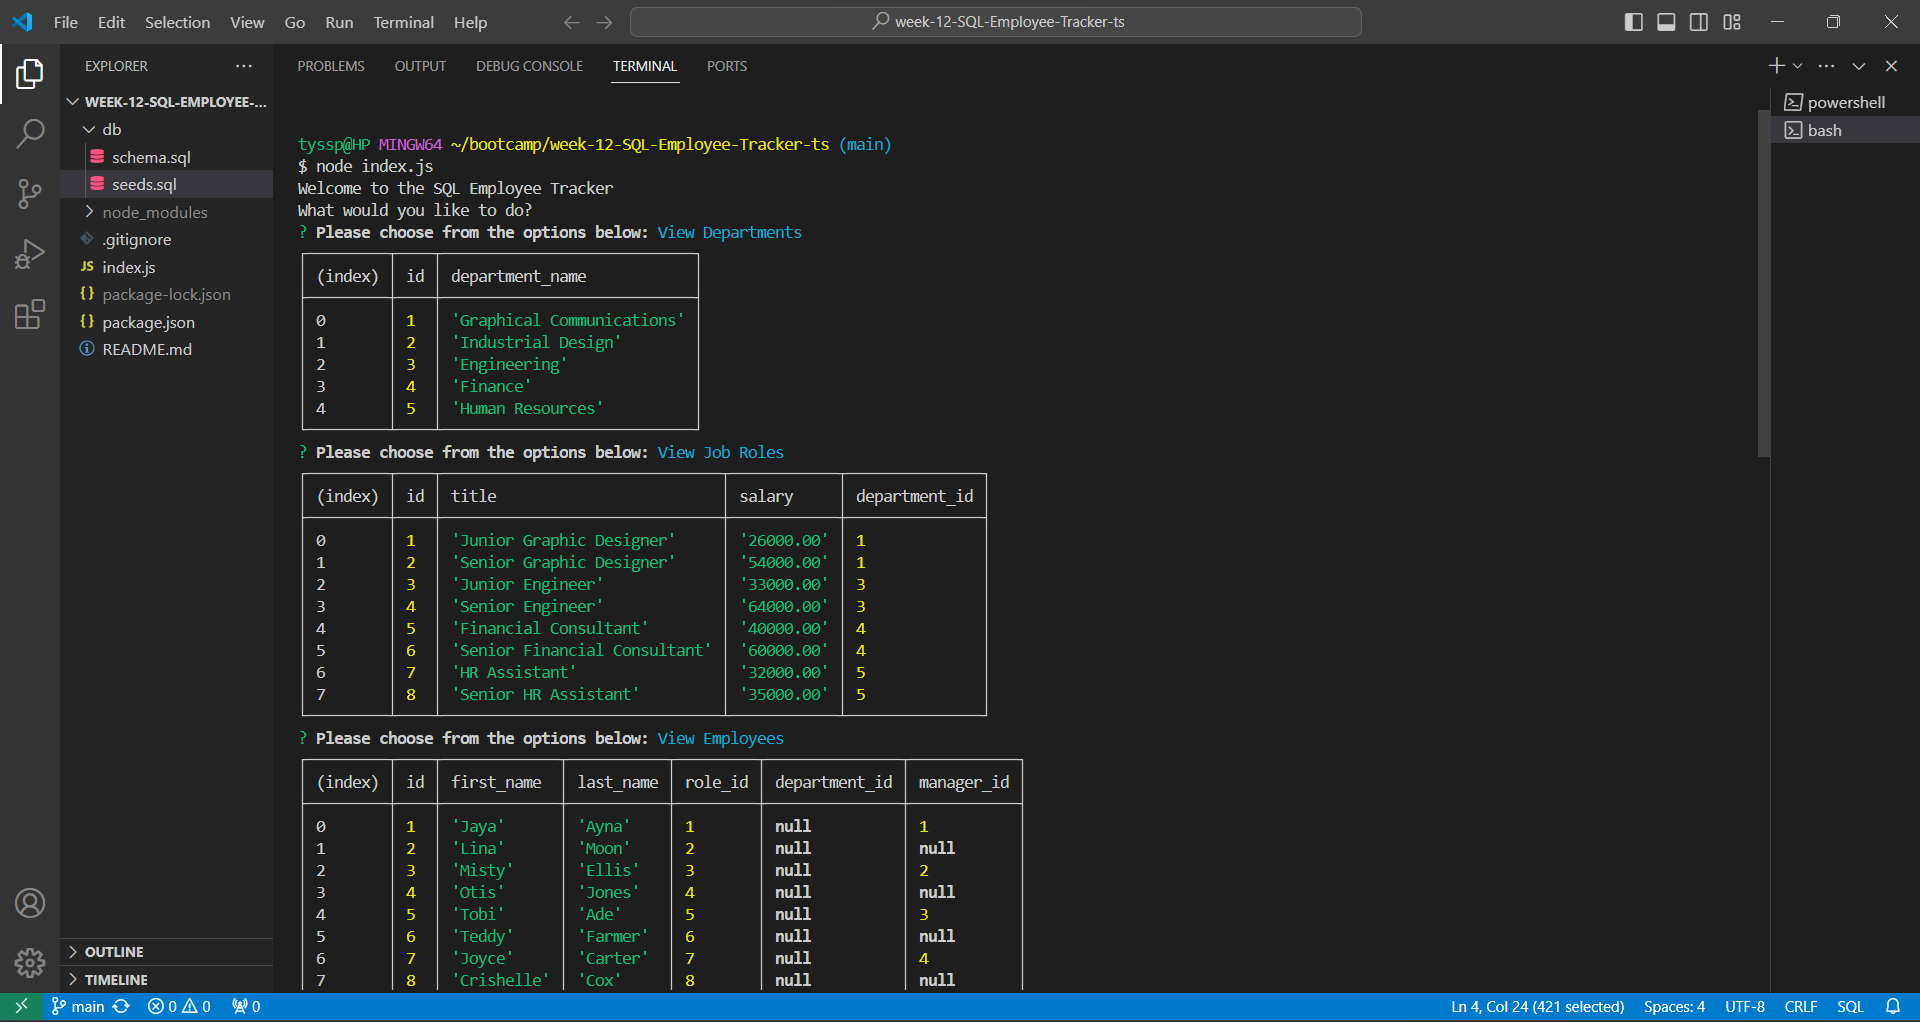 File Edit Selection View Go Run Terminal Help
week-12-SQL-Employee-Tracker-ts
EXPLORER
WEEK-12-SQL-EMPLOYEE-...
db
schema.sql
seeds.sql
node_modules
.gitignore
JS index.js
{} package-lock.json
{} package.json
README.md
OUTLINE
TIMELINE
PROBLEMS OUTPUT DEBUG CONSOLE TERMINAL PORTS
powershell
bash
tyssp@HP MINGW64 ~/bootcamp/week-12-SQL-Employee-Tracker-ts (main)
$ node index.js
Welcome to the SQL Employee Tracker
What would you like to do?
? Please choose from the options below: View Departments
(index) id department_name
0 1 'Graphical Communications'
1 2 'Industrial Design'
2 3 'Engineering'
3 4 'Finance'
4 5 'Human Resources'
? Please choose from the options below: View Job Roles
(index) id title salary department_id
0 1 'Junior Graphic Designer' '26000.00' 1
1 2 'Senior Graphic Designer' '54000.00' 1
2 3 'Junior Engineer' '33000.00' 3
3 4 'Senior Engineer' '64000.00' 3
4 5 'Financial Consultant' '40000.00' 4
5 6 'Senior Financial Consultant' '60000.00' 4
6 7 'HR Assistant' '32000.00' 5
7 8 'Senior HR Assistant' '35000.00' 5
? Please choose from the options below: View Employees
(index) id first_name last_name role_id department_id manager_id
0 1 'Jaya' 'Ayna' 1 null 1
1 2 'Lina' 'Moon' 2 null null
2 3 'Misty' 'Ellis' 3 null 2
3 4 'Otis' 'Jones' 4 null null
4 5 'Tobi' 'Ade' 5 null 3
5 6 'Teddy' 'Farmer' 6 null null
6 7 'Joyce' 'Carter' 7 null 4
7 8 'Crishelle' 'Cox' 8 null null
main 0 0 0 Ln 4, Col 24 (421 selected) Spaces: 4 UTF-8 CRLF SQL